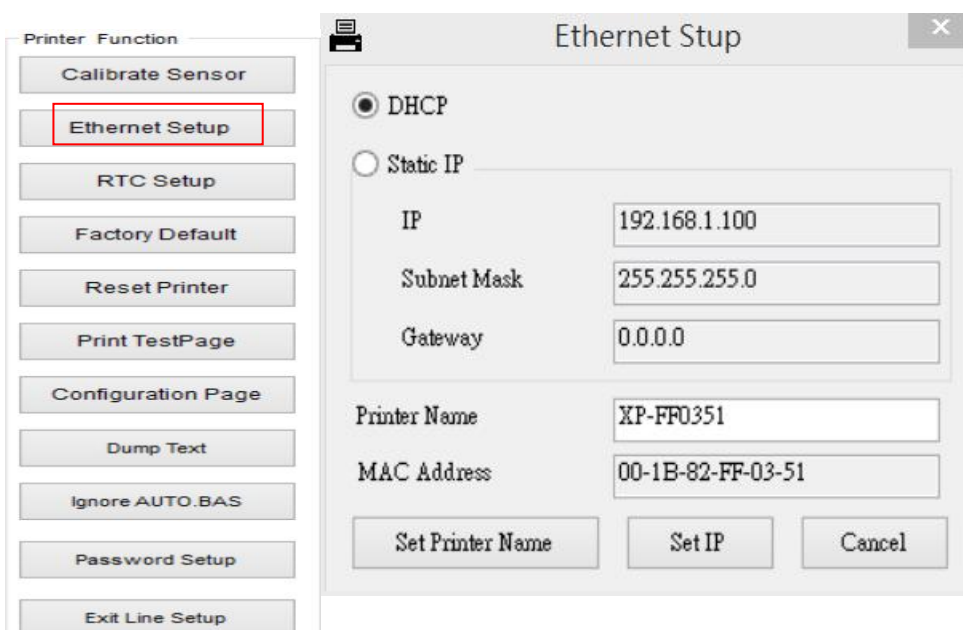 Printer Function
Calibrate Sensor
Ethernet Setup
RTC Setup
Factory Default
Reset Printer
Print TestPage
Configuration Page
Dump Text
Ignore AUTO.BAS
Password Setup
Exit Line Setup
Ethernet Stup
DHCP
Static IP
IP 192.168.1.100
Subnet Mask 255.255.255.0
Gateway 0.0.0.0
Printer Name XP-FF0351
MAC Address 00-1B-82-FF-03-51
Set Printer Name Set IP Cancel